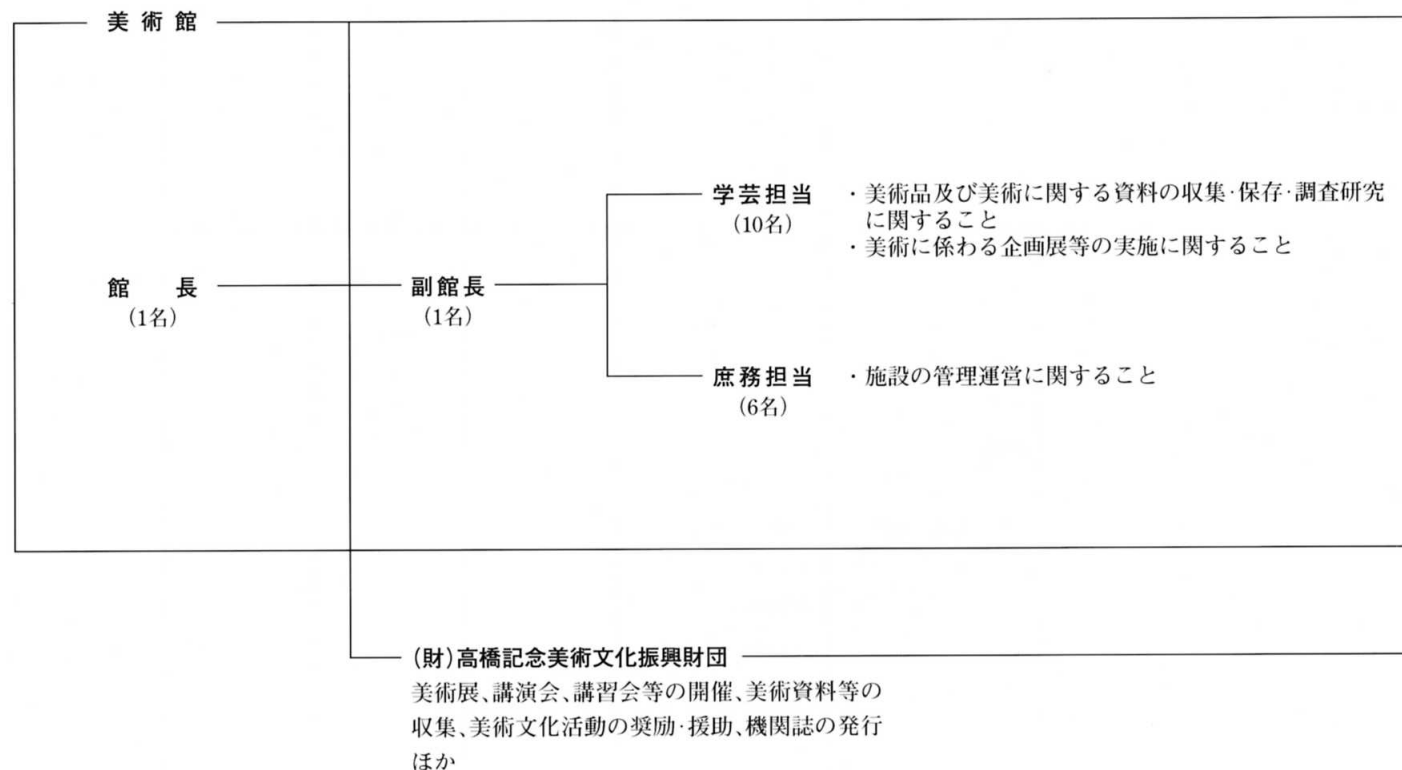 美術館
学芸担当
(10名)
・美術品及び美術に関する資料の収集·保存·調査研究
に関すること
・美術に係わる企画展等の実施に関すること
館　長
(1名)
副館長
(1名)
庶務担当
(6名)
・施設の管理運営に関すること
(財)高橋記念美術文化振興財団
美術展、講演会、講習会等の開催、美術資料等の
収集、美術文化活動の奨励·援助、機関誌の発行
ほか